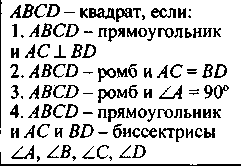 ABCD – квадрат, если:
1. ABCD – прямоугольник
и AC ⊥ BD
2. ABCD – ромб и AC = BD
3. ABCD – ромб и ∠A = 90°
4. ABCD – прямоугольник
и AC и BD – биссектрисы
∠A, ∠B, ∠C, ∠D